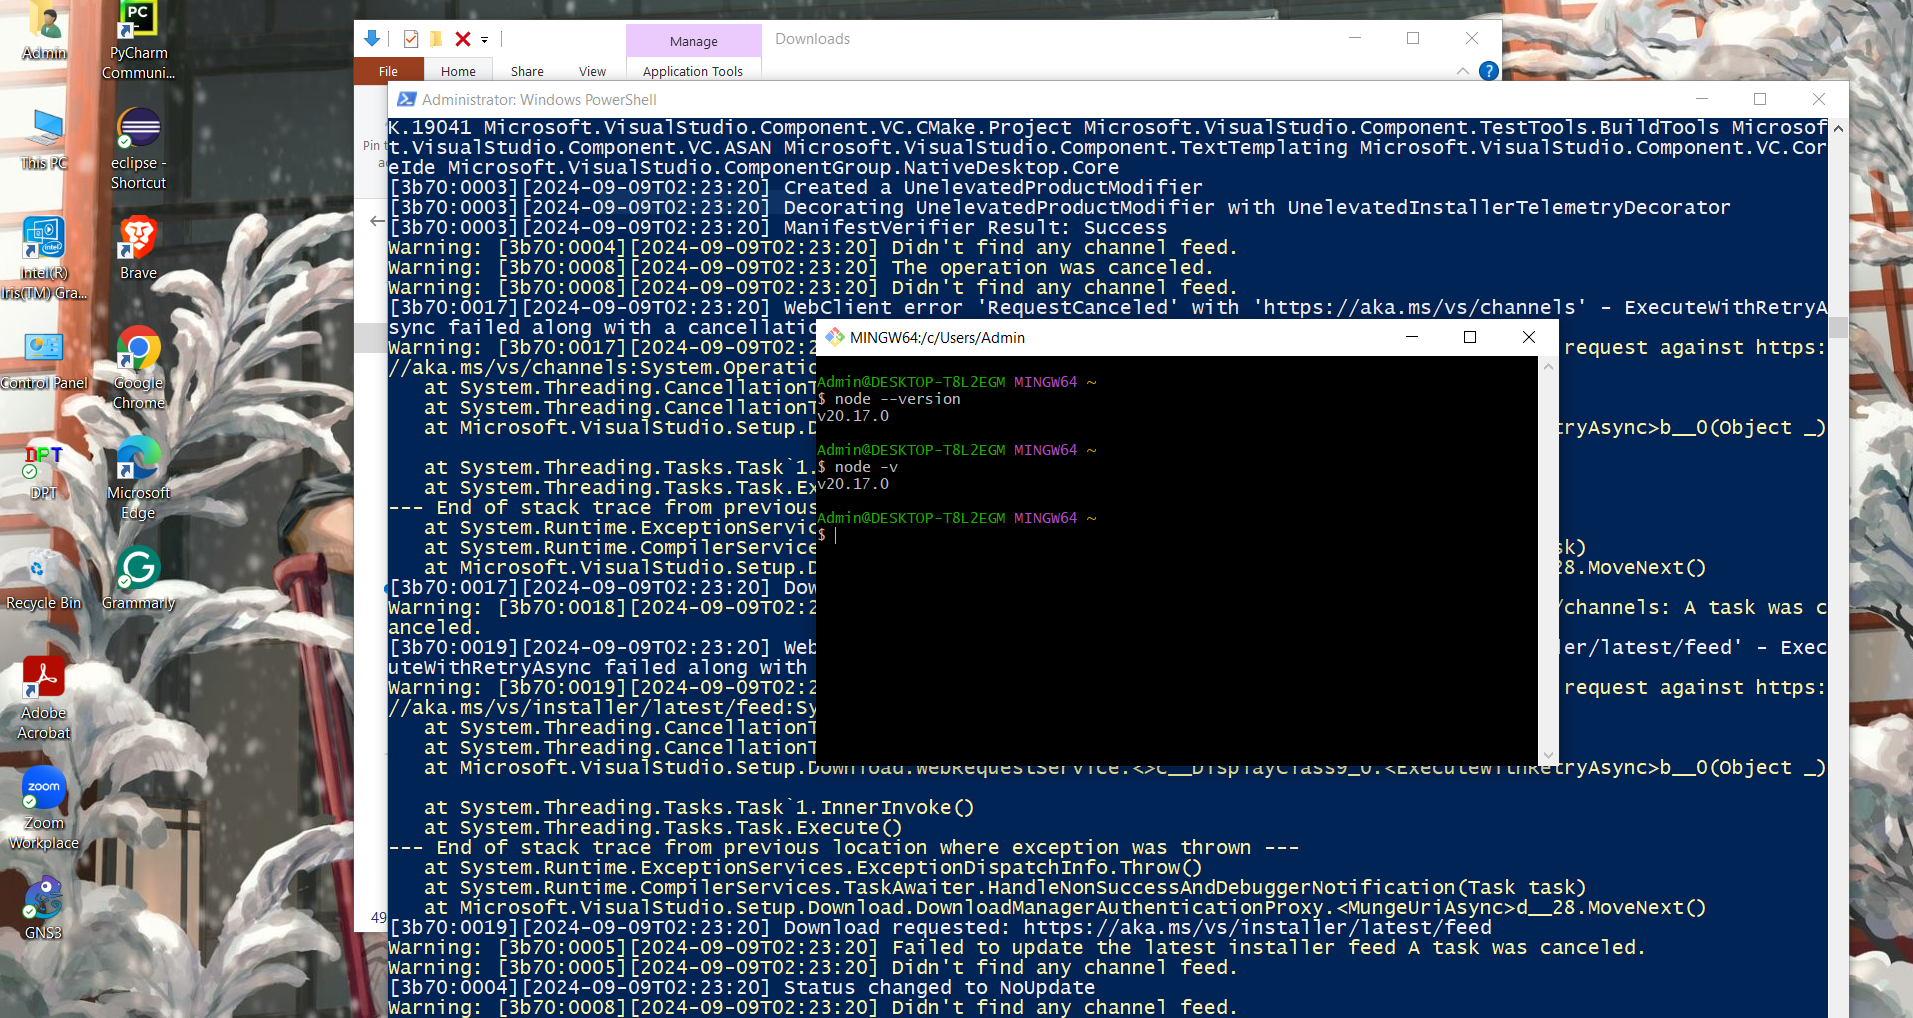 Admin
PyCharm
Communi...
This PC
eclipse -
Shortcut
Intel(R)
Iris(TM) Gra...
Brave
Control Panel
Google
Chrome
DPT
DPT
Microsoft
Edge
Recycle Bin
Grammarly
Adobe
Acrobat
zoom
Zoom
Workplace
GNS3
PC
Manage
Downloads
File
Home
Share
View
Application Tools
?
Pin t
49
Administrator: Windows PowerShell
K.19041 Microsoft.VisualStudio.Component.VC.CMake.Project Microsoft.VisualStudio.Component.TestTools.BuildTools Microsof
t.VisualStudio.Component.VC.ASAN Microsoft.VisualStudio.Component.TextTemplating Microsoft.VisualStudio.Component.VC.Cor
eIde Microsoft.VisualStudio.ComponentGroup.NativeDesktop.Core
[3b70:0003][2024-09-09T02:23:20] Created a UnelevatedProductModifier
[3b70:0003][2024-09-09T02:23:20] Decorating UnelevatedProductModifier with UnelevatedInstallerTelemetryDecorator
[3b70:0003][2024-09-09T02:23:20] ManifestVerifier Result: Success
Warning: [3b70:0004][2024-09-09T02:23:20] Didn't find any channel feed.
Warning: [3b70:0008][2024-09-09T02:23:20] The operation was canceled.
Warning: [3b70:0008][2024-09-09T02:23:20] Didn't find any channel feed.
[3b70:0017][2024-09-09T02:23:20] WebClient error 'RequestCanceled' with 'https://aka.ms/vs/channels' - ExecuteWithRetryA
sync failed along with a cancellatio
Warning: [3b70:0017][2024-09-09T02:2 request against https:
//aka.ms/vs/channels:System.Operatio
at System.Threading.CancellationT
at System.Threading.CancellationT
at Microsoft.VisualStudio.Setup.D tryAsync>b__0(Object _)
at System.Threading.Tasks.Task`1.
at System.Threading.Tasks.Task.Ex
--- End of stack trace from previous
at System.Runtime.ExceptionServic
at System.Runtime.CompilerService sk)
at Microsoft.VisualStudio.Setup.D 28.MoveNext()
[3b70:0017][2024-09-09T02:23:20] Dow
Warning: [3b70:0018][2024-09-09T02:2 /channels: A task was c
anceled.
[3b70:0019][2024-09-09T02:23:20] Web ler/latest/feed' - Exec
uteWithRetryAsync failed along with
Warning: [3b70:0019][2024-09-09T02:2 request against https:
//aka.ms/vs/installer/latest/feed:Sy
at System.Threading.CancellationT
at System.Threading.CancellationT
at Microsoft.VisualStudio.Setup.Download.WebRequestService.<>c__DisplayClass9_0.<ExecuteWithRetryAsync>b__0(Object _)
at System.Threading.Tasks.Task`1.InnerInvoke()
at System.Threading.Tasks.Task.Execute()
--- End of stack trace from previous location where exception was thrown ---
at System.Runtime.ExceptionServices.ExceptionDispatchInfo.Throw()
at System.Runtime.CompilerServices.TaskAwaiter.HandleNonSuccessAndDebuggerNotification(Task task)
at Microsoft.VisualStudio.Setup.Download.DownloadManagerAuthenticationProxy.<MungeUriAsync>d__28.MoveNext()
[3b70:0019][2024-09-09T02:23:20] Download requested: https://aka.ms/vs/installer/latest/feed
Warning: [3b70:0005][2024-09-09T02:23:20] Failed to update the latest installer feed A task was canceled.
Warning: [3b70:0005][2024-09-09T02:23:20] Didn't find any channel feed.
[3b70:0004][2024-09-09T02:23:20] Status changed to NoUpdate
Warning: [3b70:0008][2024-09-09T02:23:20] Didn't find any channel feed.
MINGW64:/c/Users/Admin
Admin@DESKTOP-T8L2EGM MINGW64 ~
$ node --version
v20.17.0
Admin@DESKTOP-T8L2EGM MINGW64 ~
$ node -v
v20.17.0
Admin@DESKTOP-T8L2EGM MINGW64 ~
$